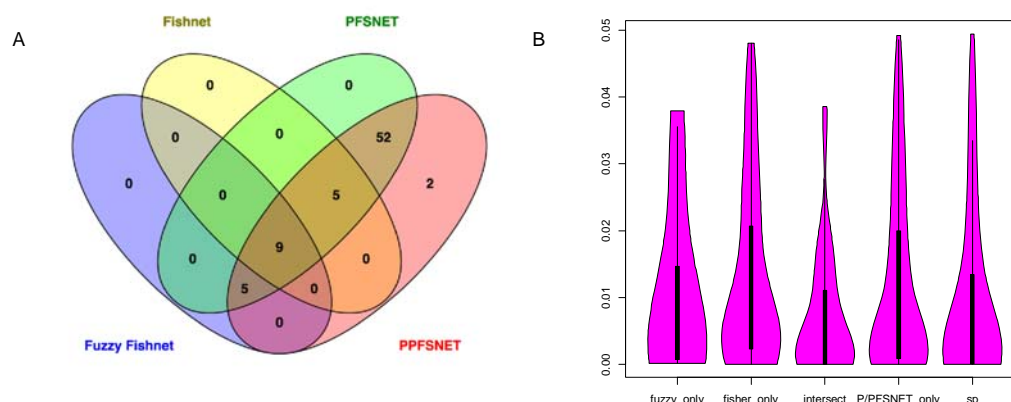 A
Fishnet
PFSNET
0
0
0
0
52
0
2
0
5
9
0
0
5
0
0
Fuzzy Fishnet
PPFSNET
B
0.05
0.04
0.03
0.02
0.01
0.00
fuzzy_only
fisher_only
intersect
P/PFSNET_only
sp